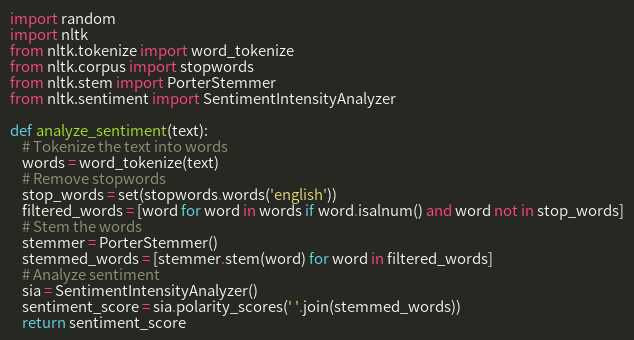 import random
import nltk
from nltk.tokenize import word_tokenize
from nltk.corpus import stopwords
from nltk.stem import PorterStemmer
from nltk.sentiment import SentimentIntensityAnalyzer

def analyze_sentiment(text):
    # Tokenize the text into words
    words = word_tokenize(text)
    # Remove stopwords
    stop_words = set(stopwords.words('english'))
    filtered_words = [word for word in words if word.isalnum() and word not in stop_words]
    # Stem the words
    stemmer = PorterStemmer()
    stemmed_words = [stemmer.stem(word) for word in filtered_words]
    # Analyze sentiment
    sia = SentimentIntensityAnalyzer()
    sentiment_score = sia.polarity_scores(' '.join(stemmed_words))
    return sentiment_score